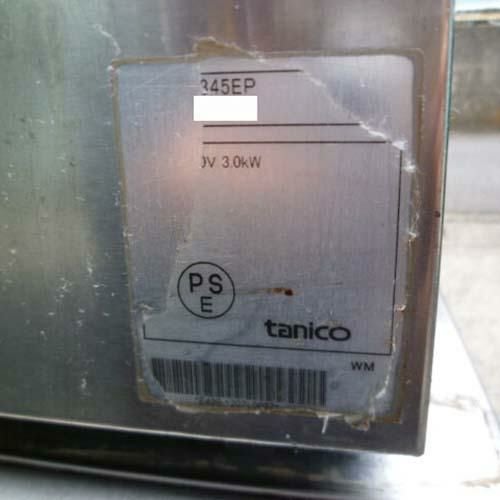 345EP
0V 3.0kW
PS
E
tanico
WM